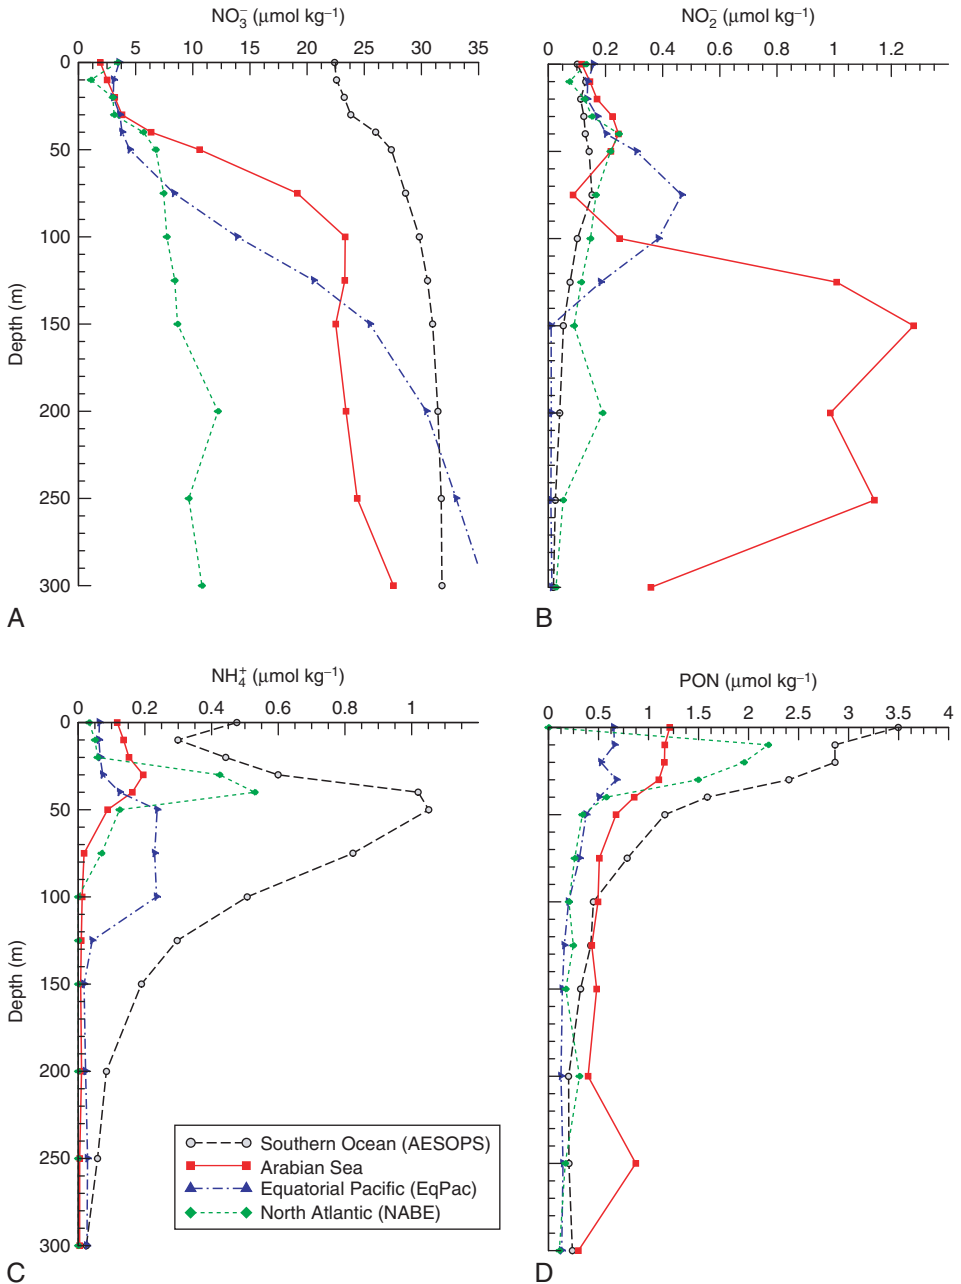 NO₃⁻ (μmol kg⁻¹)
0 5 10 15 20 25 30 35
0
50
100
150
200
250
300
Depth (m)
A
NO₂⁻ (μmol kg⁻¹)
0 0.2 0.4 0.6 0.8 1 1.2
B
NH₄⁺ (μmol kg⁻¹)
0 0.2 0.4 0.6 0.8 1
0
50
100
150
200
250
300
Depth (m)
Southern Ocean (AESOPS)
Arabian Sea
Equatorial Pacific (EqPac)
North Atlantic (NABE)
C
PON (μmol kg⁻¹)
0 0.5 1 1.5 2 2.5 3 3.5 4
D